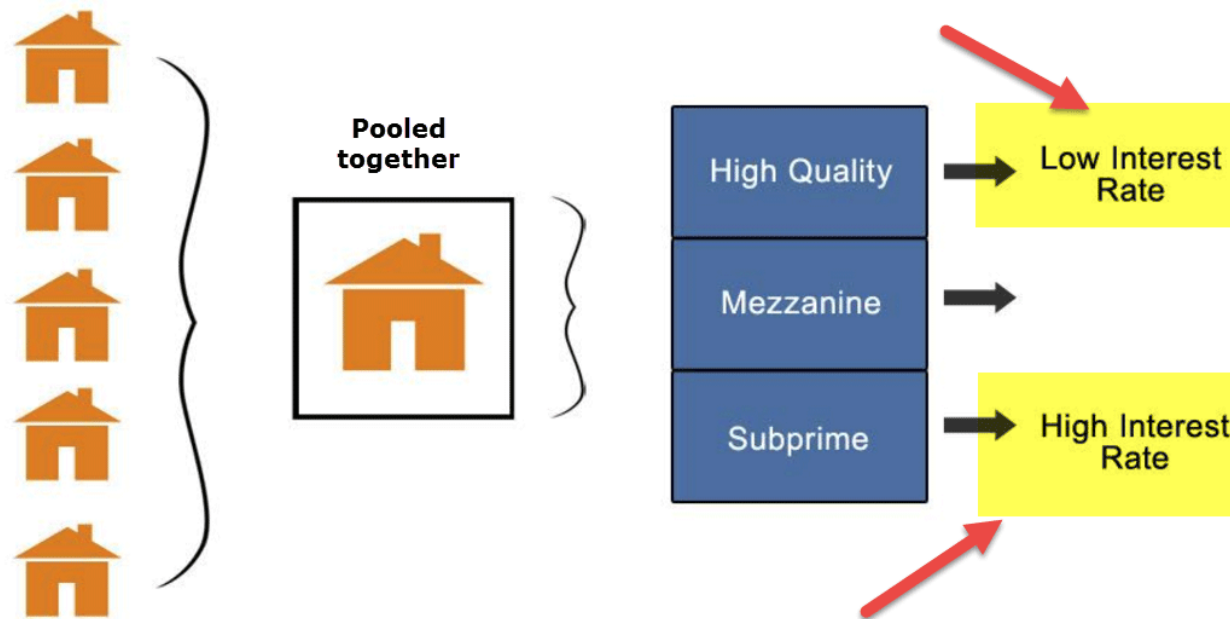 Pooled
together
High Quality
Low Interest
Rate
Mezzanine
Subprime
High Interest
Rate